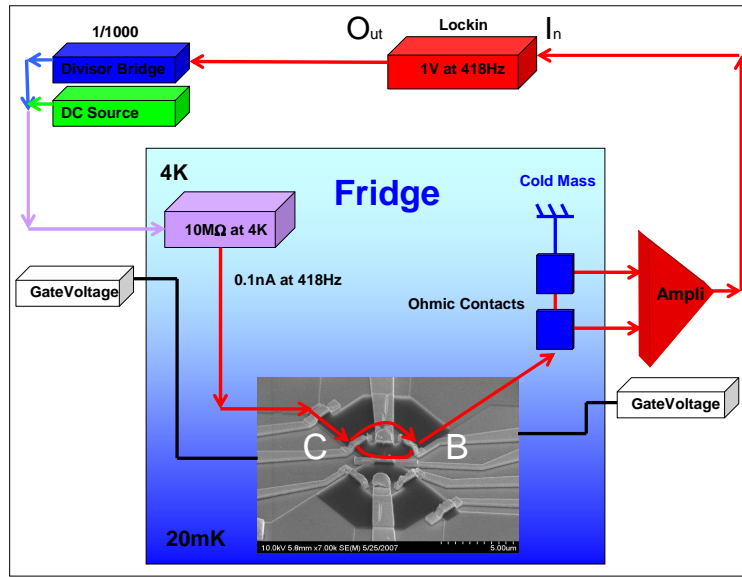 1/1000
Out
Lockin
In
Divisor Bridge
1V at 418Hz
DC Source
4K
Fridge
Cold Mass
10MΩ at 4K
0.1nA at 418Hz
GateVoltage
Ohmic Contacts
Ampli
GateVoltage
C
B
20mK
10.0kV 5.8mm x7.00k SE(M) 5/25/2007
5.00um